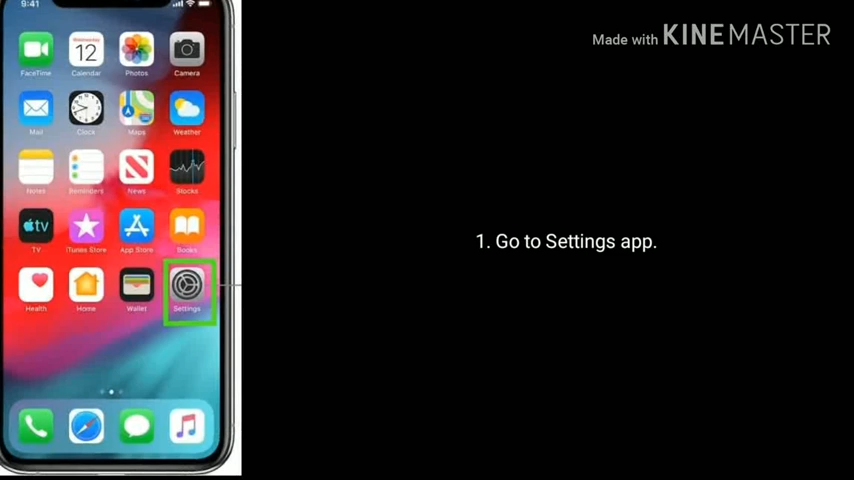 9:41
Made with KINEMASTER
FaceTime
Calendar
Photos
Camera
12
Mail
Clock
Maps
Weather
Notes
Reminders
News
Stocks
tv
TV
iTunes Store
App Store
Books
1. Go to Settings app.
Health
Home
Wallet
Settings